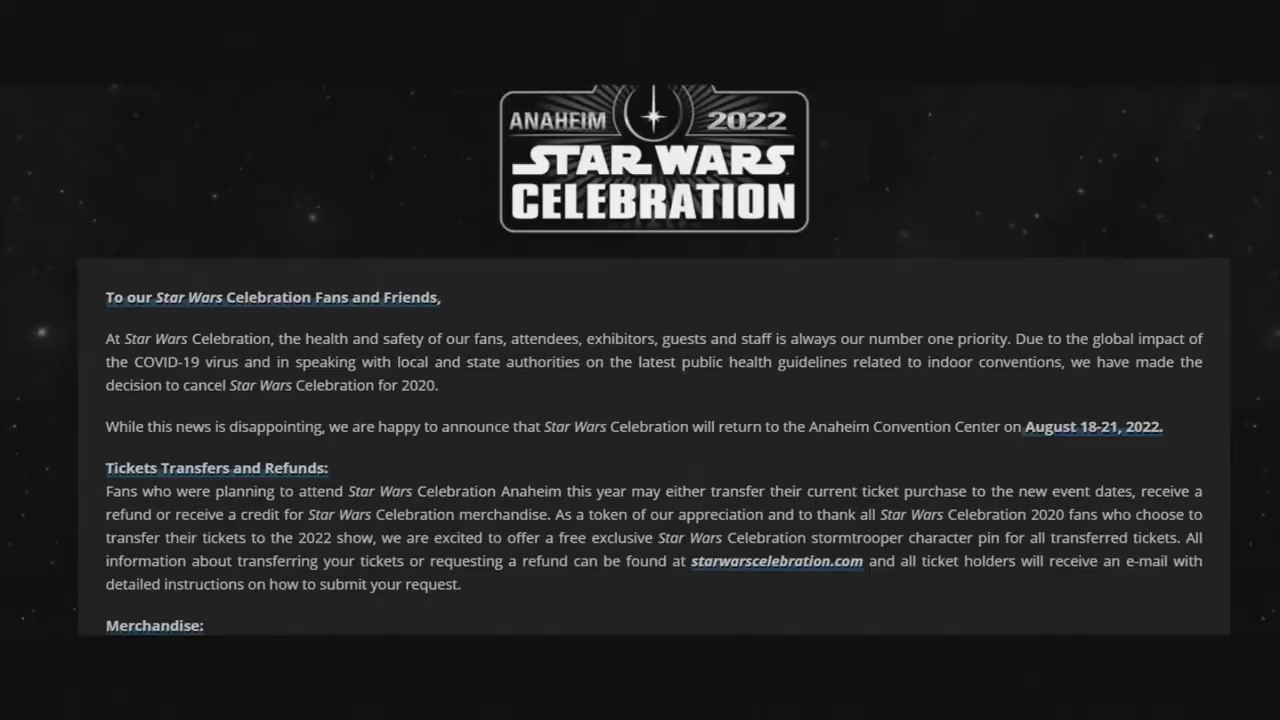 ANAHEIM 2022
STAR WARS
CELEBRATION
To our Star Wars Celebration Fans and Friends,
At Star Wars Celebration, the health and safety of our fans, attendees, exhibitors, guests and staff is always our number one priority. Due to the global impact of
the COVID-19 virus and in speaking with local and state authorities on the latest public health guidelines related to indoor conventions, we have made the
decision to cancel Star Wars Celebration for 2020.
While this news is disappointing, we are happy to announce that Star Wars Celebration will return to the Anaheim Convention Center on August 18-21, 2022.
Tickets Transfers and Refunds:
Fans who were planning to attend Star Wars Celebration Anaheim this year may either transfer their current ticket purchase to the new event dates, receive a
refund or receive a credit for Star Wars Celebration merchandise. As a token of our appreciation and to thank all Star Wars Celebration 2020 fans who choose to
transfer their tickets to the 2022 show, we are excited to offer a free exclusive Star Wars Celebration stormtrooper character pin for all transferred tickets. All
information about transferring your tickets or requesting a refund can be found at starwarscelebration.com and all ticket holders will receive an e-mail with
detailed instructions on how to submit your request.
Merchandise: